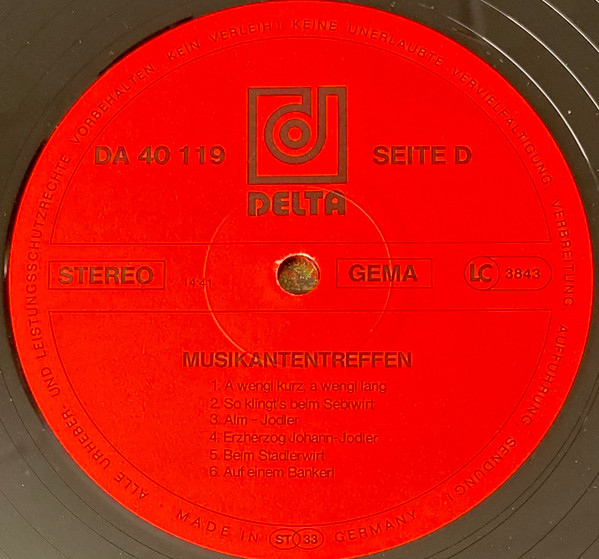 ALLE URHEBER- UND LEISTUNGSSCHUTZRECHTE VORBEHALTEN. KEIN VERLEIH! KEINE UNERLAUBTE VERVIELFÄLTIGUNG, VERBREITUNG, AUFFÜHRUNG, SENDUNG!
DA 40 119
SEITE D
DELTA
STEREO
14:41
GEMA
LC 3843
MUSIKANTENTREFFEN
1. A wengl kurz, a wengl lang
2. So klingt's beim Sebiwirt
3. Alm - Jodler
4. Erzherzog Johann- Jodler
5. Beim Stadlerwirt
6. Auf einem Bankerl
· MADE IN ST 33 GERMANY ·